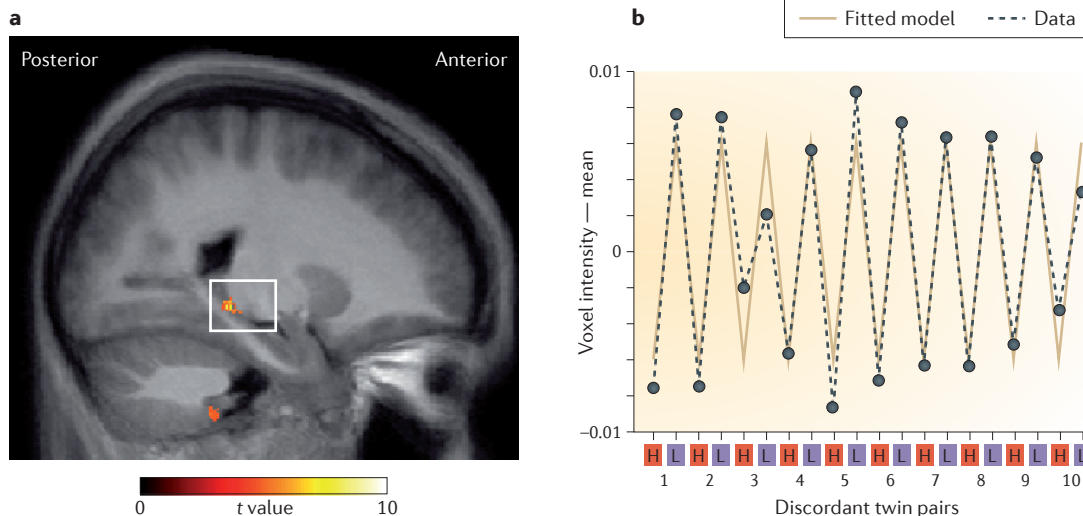 a
Posterior
Anterior
0
t value
10
b
Fitted model
Data
0.01
0
–0.01
Voxel intensity — mean
H L H L H L H L H L H L H L H L H L H L
1 2 3 4 5 6 7 8 9 10
Discordant twin pairs